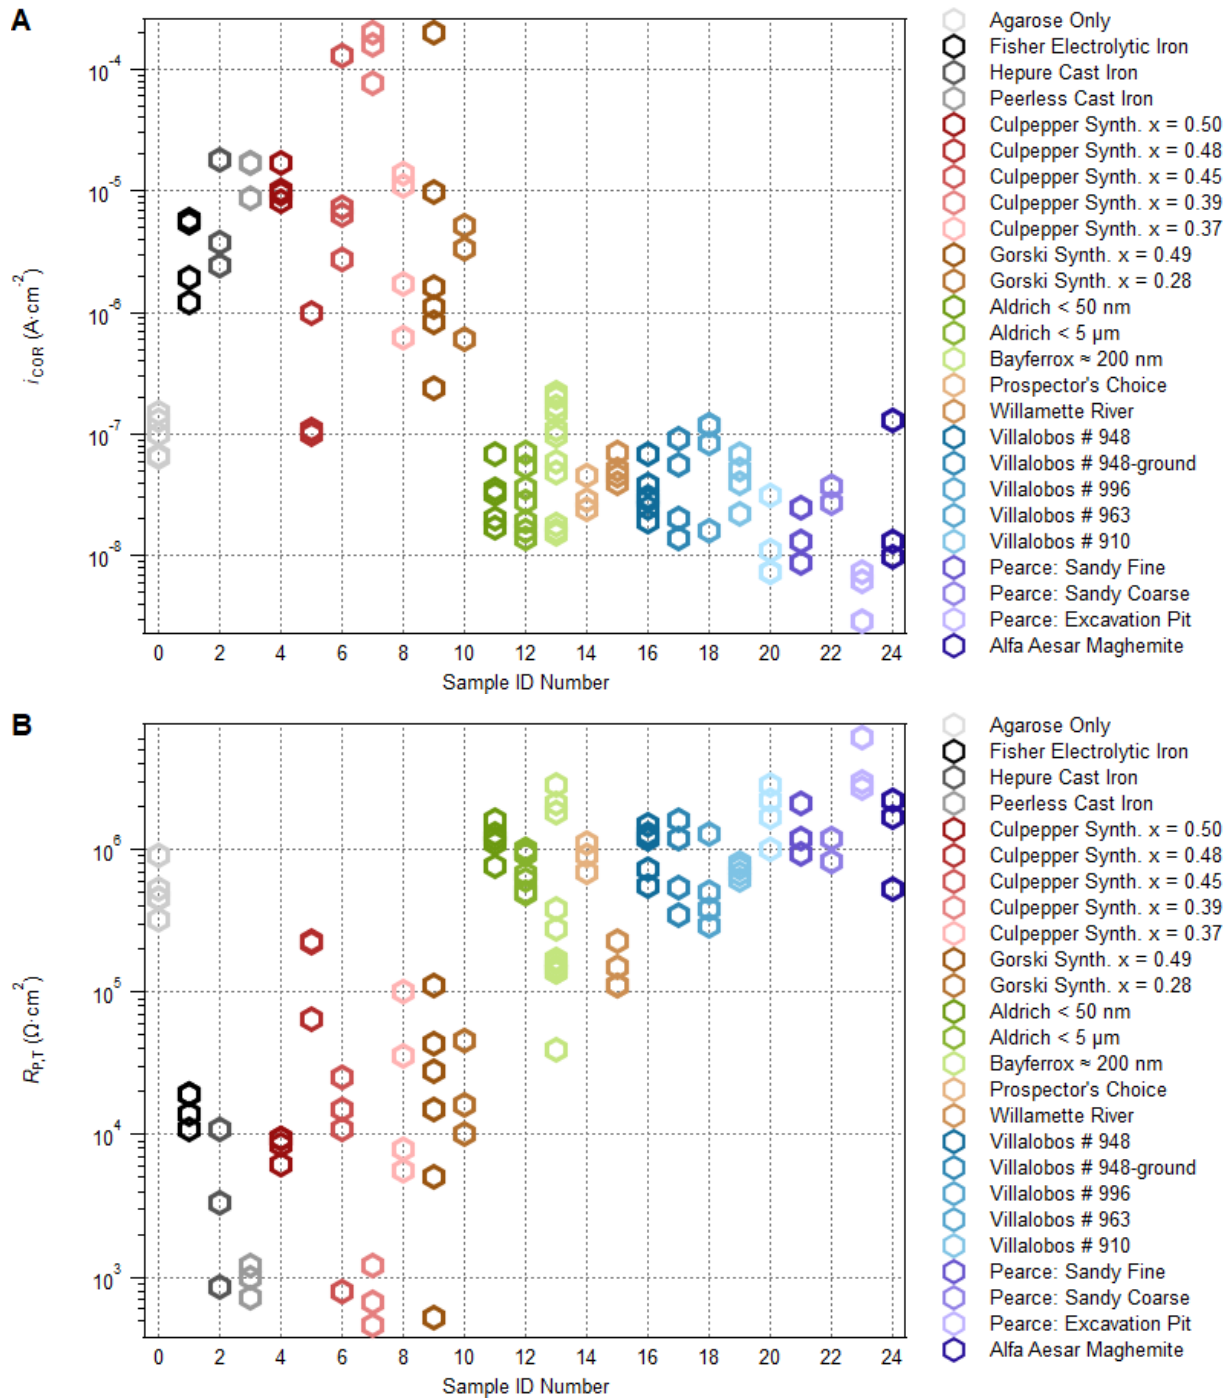 A
10⁻⁴
10⁻⁵
10⁻⁶
10⁻⁷
10⁻⁸
i_COR (A·cm⁻²)
0 2 4 6 8 10 12 14 16 18 20 22 24
Sample ID Number
Agarose Only
Fisher Electrolytic Iron
Hepure Cast Iron
Peerless Cast Iron
Culpepper Synth. x = 0.50
Culpepper Synth. x = 0.48
Culpepper Synth. x = 0.45
Culpepper Synth. x = 0.39
Culpepper Synth. x = 0.37
Gorski Synth. x = 0.49
Gorski Synth. x = 0.28
Aldrich < 50 nm
Aldrich < 5 µm
Bayferrox ≈ 200 nm
Prospector's Choice
Willamette River
Villalobos # 948
Villalobos # 948-ground
Villalobos # 996
Villalobos # 963
Villalobos # 910
Pearce: Sandy Fine
Pearce: Sandy Coarse
Pearce: Excavation Pit
Alfa Aesar Maghemite
B
10⁶
10⁵
10⁴
10³
R_P,T (Ω·cm²)
0 2 4 6 8 10 12 14 16 18 20 22 24
Sample ID Number
Agarose Only
Fisher Electrolytic Iron
Hepure Cast Iron
Peerless Cast Iron
Culpepper Synth. x = 0.50
Culpepper Synth. x = 0.48
Culpepper Synth. x = 0.45
Culpepper Synth. x = 0.39
Culpepper Synth. x = 0.37
Gorski Synth. x = 0.49
Gorski Synth. x = 0.28
Aldrich < 50 nm
Aldrich < 5 µm
Bayferrox ≈ 200 nm
Prospector's Choice
Willamette River
Villalobos # 948
Villalobos # 948-ground
Villalobos # 996
Villalobos # 963
Villalobos # 910
Pearce: Sandy Fine
Pearce: Sandy Coarse
Pearce: Excavation Pit
Alfa Aesar Maghemite